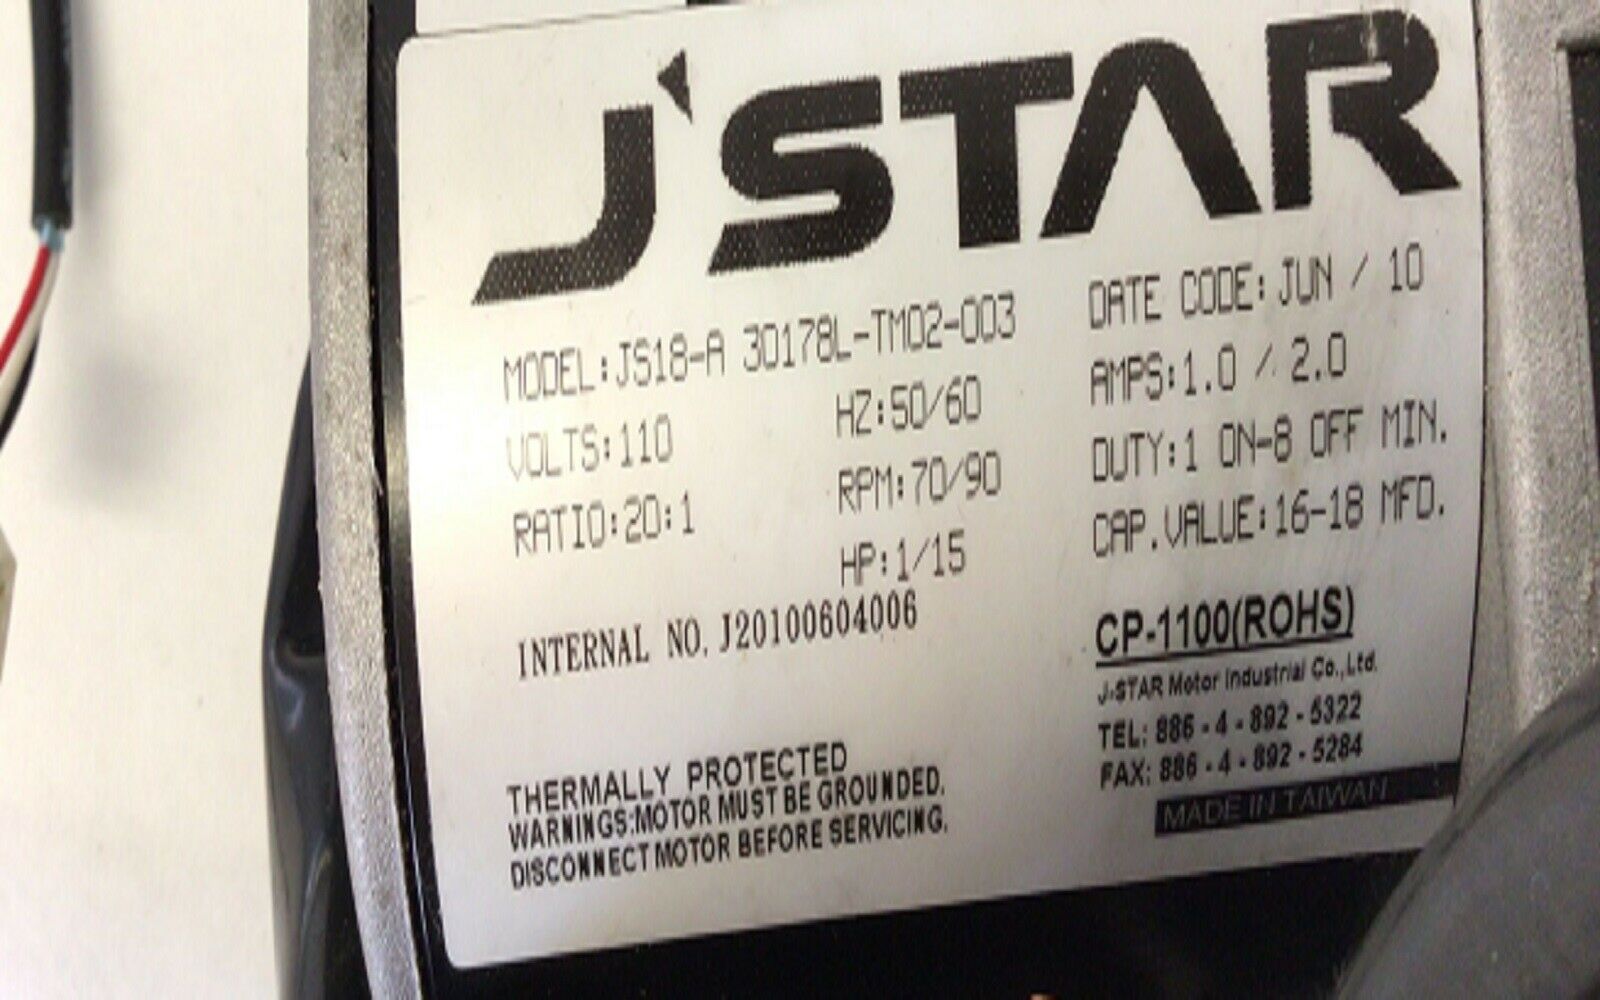 J'STAR
MODEL:JS18-A 30178L-TM02-003
DATE CODE:JUN / 10
VOLTS:110
HZ:50/60
AMPS:1.0 / 2.0
RATIO:20:1
RPM:70/90
DUTY:1 ON-8 OFF MIN.
HP:1/15
CAP.VALUE:16-18 MFD.
INTERNAL NO. J20100604006
CP-1100(ROHS)
J-STAR Motor Industrial Co.,Ltd.
TEL: 886 - 4 - 892 - 5322
FAX: 886 - 4 - 892 - 5284
MADE IN TAIWAN
THERMALLY PROTECTED
WARNINGS:MOTOR MUST BE GROUNDED.
DISCONNECT MOTOR BEFORE SERVICING.